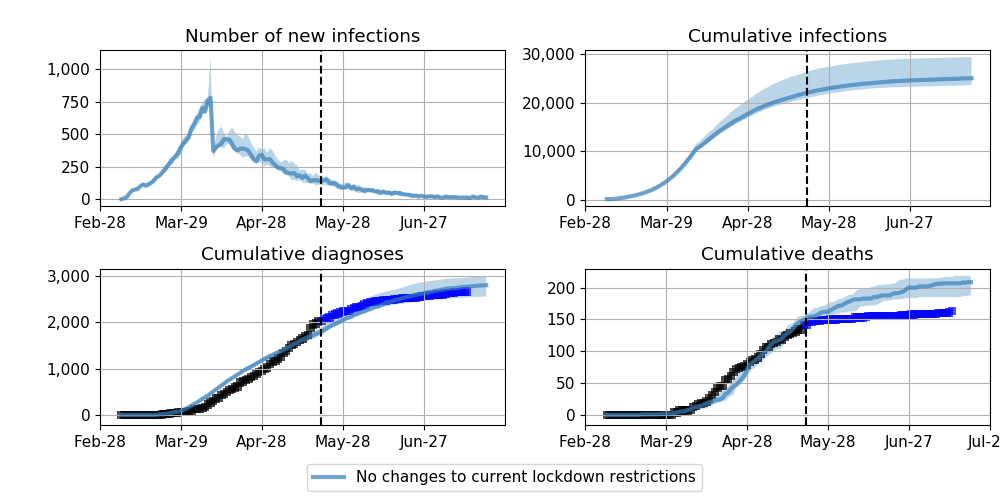 Number of new infections
Cumulative infections
1,000
750
500
250
0
Feb-28 Mar-29 Apr-28 May-28 Jun-27
30,000
20,000
10,000
0
Feb-28 Mar-29 Apr-28 May-28 Jun-27
Cumulative diagnoses
Cumulative deaths
3,000
2,000
1,000
0
Feb-28 Mar-29 Apr-28 May-28 Jun-27
200
150
100
50
0
Feb-28 Mar-29 Apr-28 May-28 Jun-27 Jul-2
No changes to current lockdown restrictions